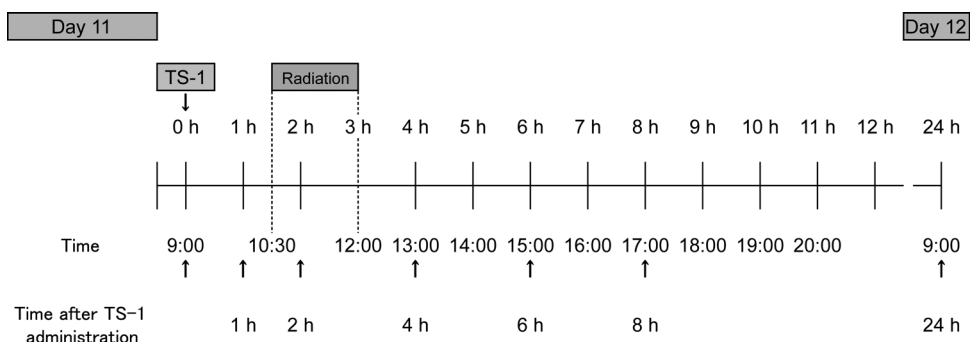 Day 11
Day 12
TS-1
Radiation
0 h 1 h 2 h 3 h 4 h 5 h 6 h 7 h 8 h 9 h 10 h 11 h 12 h 24 h
Time 9:00 10:30 12:00 13:00 14:00 15:00 16:00 17:00 18:00 19:00 20:00 9:00
Time after TS-1
administration
1 h 2 h 4 h 6 h 8 h 24 h